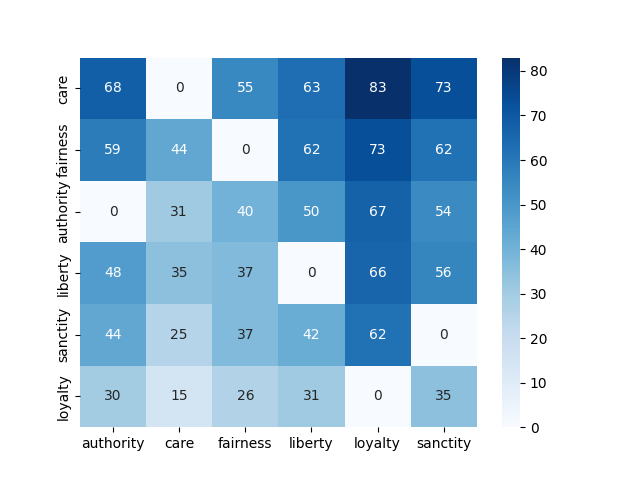 care 68 0 55 63 83 73
fairness 59 44 0 62 73 62
authority 0 31 40 50 67 54
liberty 48 35 37 0 66 56
sanctity 44 25 37 42 62 0
loyalty 30 15 26 31 0 35
authority care fairness liberty loyalty sanctity
80
70
60
50
40
30
20
10
0